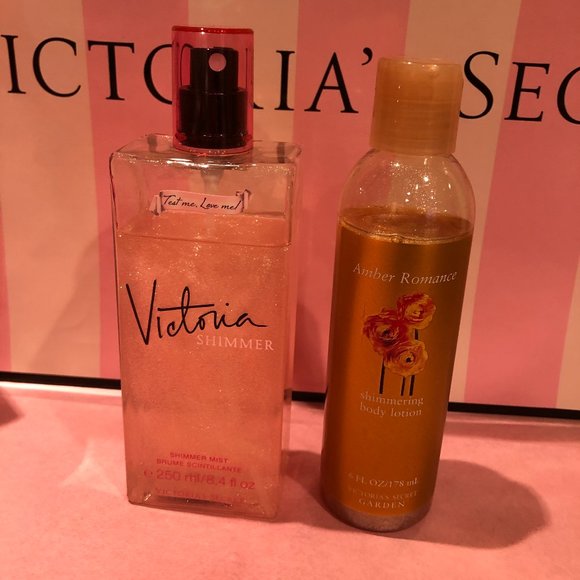 VICTORIA'S SEC
Test me, Love me!
Victoria
SHIMMER
SHIMMER MIST
BRUME SCINTILLANTE
e 250 ml/8.4 fl oz
Amber Romance
shimmering
body lotion
6 FL OZ/178 mL
VICTORIA'S SECRET
GARDEN